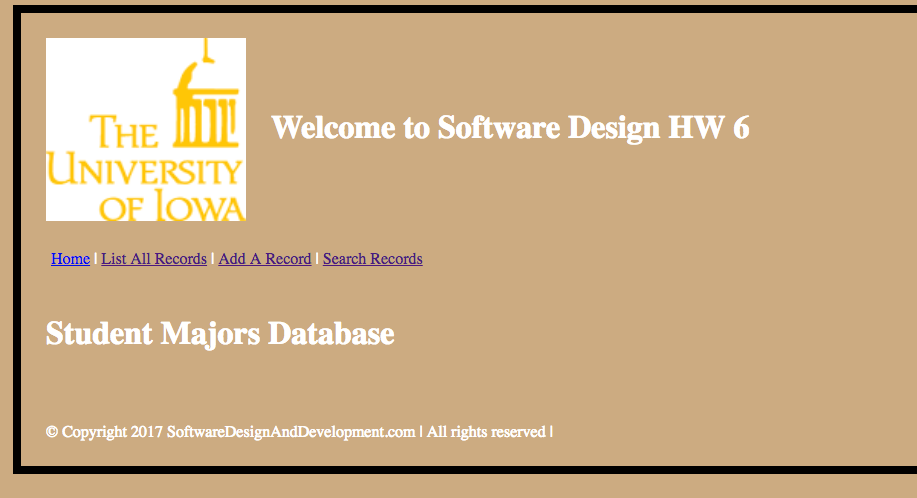 THE
UNIVERSITY
OF IOWA
Welcome to Software Design HW 6
Home | List All Records | Add A Record | Search Records
Student Majors Database
© Copyright 2017 SoftwareDesignAndDevelopment.com | All rights reserved |